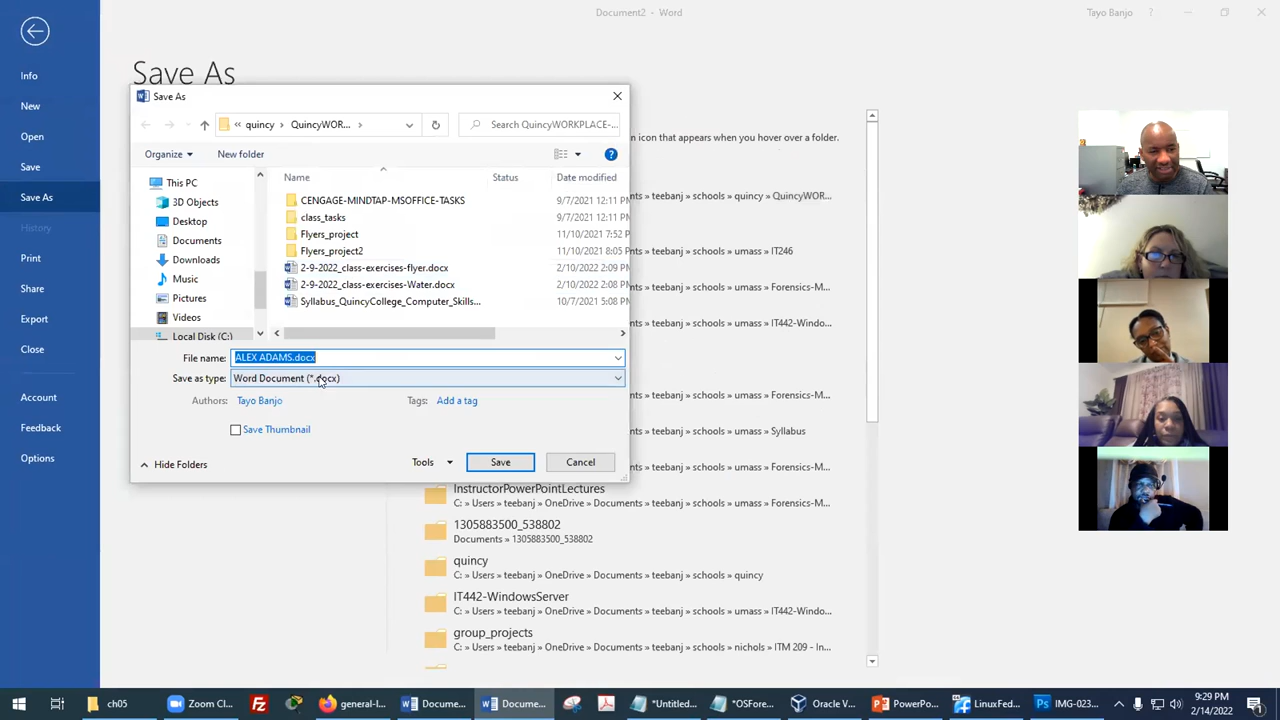 Document2 - Word
Tayo Banjo
?
Info
New
Open
Save
Save As
History
Print
Share
Export
Close
Account
Feedback
Options
Save As
Save As
quincy
QuincyWOR...
Search QuincyWORKPLACE-...
Organize
New folder
This PC
3D Objects
Desktop
Documents
Downloads
Music
Pictures
Videos
Local Disk (C:)
Name
Status
Date modified
CENGAGE-MINDTAP-MSOFFICE-TASKS
9/7/2021 12:11 PM
class_tasks
9/7/2021 12:11 PM
Flyers_project
11/10/2021 7:52 P
Flyers_project2
11/10/2021 8:05 P
2-9-2022_class-exercises-flyer.docx
2/10/2022 2:09 PM
2-9-2022_class-exercises-Water.docx
2/10/2022 2:08 PM
Syllabus_QuincyCollege_Computer_Skills...
10/7/2021 5:08 PM
File name:
ALEX ADAMS.docx
Save as type:
Word Document (*.docx)
Authors:
Tayo Banjo
Tags:
Add a tag
Save Thumbnail
Hide Folders
Tools
Save
Cancel
n icon that appears when you hover over a folder.
nts » teebanj » schools » quincy » QuincyWOR...
nts » teebanj » schools » umass » IT246
nts » teebanj » schools » umass » Forensics-M...
nts » teebanj » schools » umass » IT442-Windo...
nts » teebanj » schools » umass » Forensics-M...
nts » teebanj » schools » umass » Syllabus
nts » teebanj » schools » umass » Forensics-M...
InstructorPowerPointLectures
C: » Users » teebanj » OneDrive » Documents » teebanj » schools » umass » Forensics-M...
1305883500_538802
Documents » 1305883500_538802
quincy
C: » Users » teebanj » OneDrive » Documents » teebanj » schools » quincy
IT442-WindowsServer
C: » Users » teebanj » OneDrive » Documents » teebanj » schools » umass » IT442-Windo...
group_projects
C: » Users » teebanj » OneDrive » Documents » teebanj » schools » nichols » ITM 209 - In...
ch05
Zoom Cl...
general-l...
Docume...
Docume...
*Untitled...
*OSFore...
Oracle V...
PowerPo...
LinuxFed...
IMG-023...
9:29 PM
2/14/2022